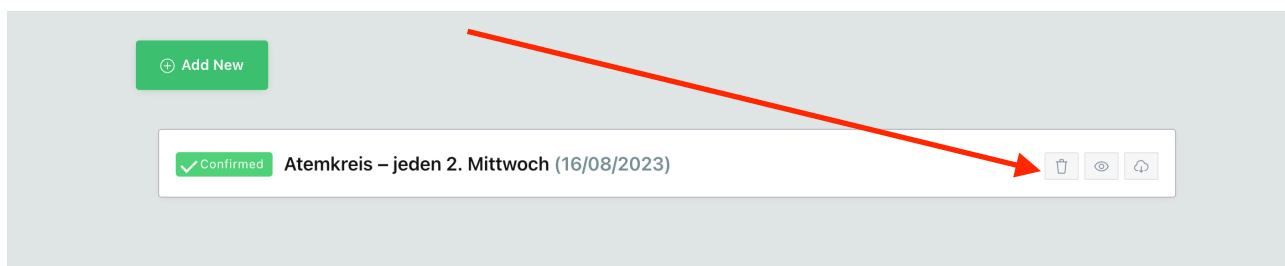 Add New
Confirmed Atemkreis – jeden 2. Mittwoch (16/08/2023)